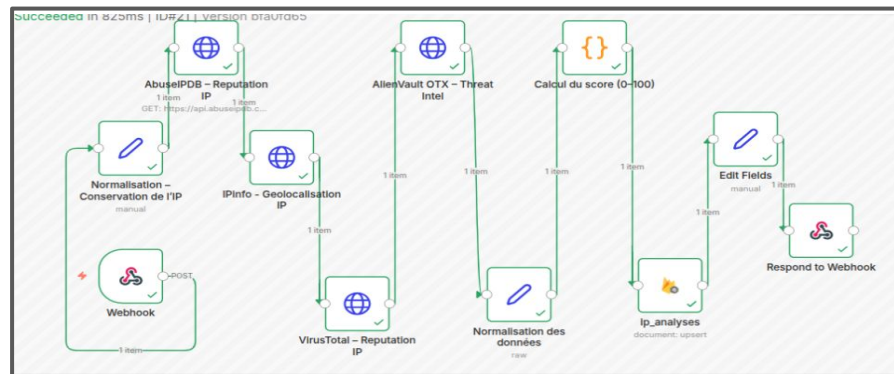 Succeeded in 825ms | ID#21 | Version bfa0fd65
AbuseIPDB – Reputation
IP
GET: https://api.abuseipdb.c...
1 item
1 item
Normalisation –
Conservation de l'IP
manual
POST
Webhook
1 item
IPinfo - Geolocalisation
IP
1 item
VirusTotal – Reputation
IP
1 item
AlienVault OTX – Threat
Intel
1 item
Normalisation des
données
raw
1 item
Calcul du score (0-100)
1 item
Ip_analyses
document: upsert
1 item
Edit Fields
manual
1 item
Respond to Webhook